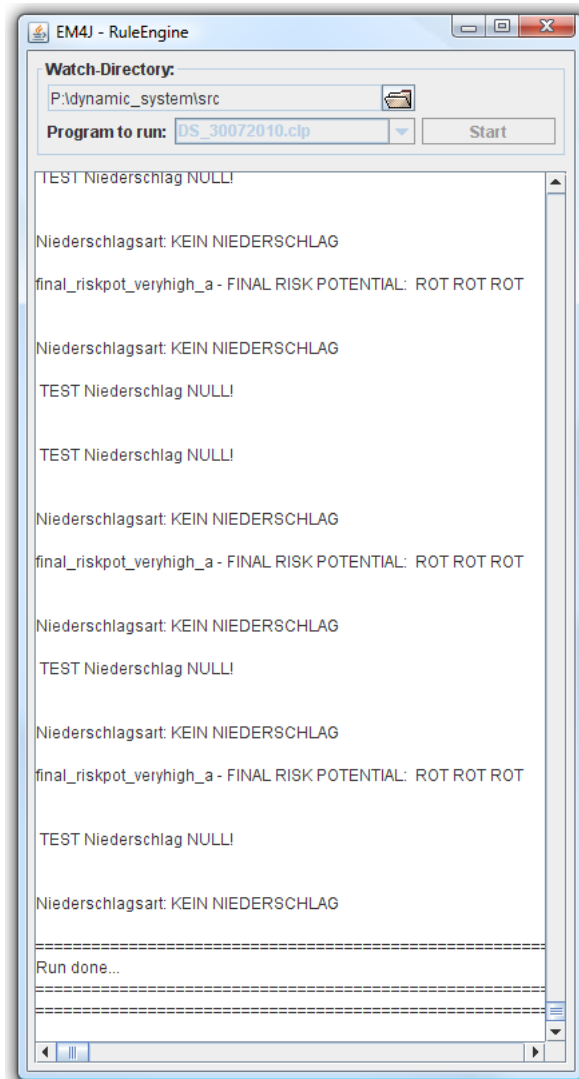 EM4J - RuleEngine
Watch-Directory:
P:\dynamic_system\src
Program to run: DS_30072010.clp Start
TEST Niederschlag NULL!
Niederschlagsart: KEIN NIEDERSCHLAG
final_riskpot_veryhigh_a - FINAL RISK POTENTIAL:  ROT ROT ROT
Niederschlagsart: KEIN NIEDERSCHLAG
TEST Niederschlag NULL!
TEST Niederschlag NULL!
Niederschlagsart: KEIN NIEDERSCHLAG
final_riskpot_veryhigh_a - FINAL RISK POTENTIAL:  ROT ROT ROT
Niederschlagsart: KEIN NIEDERSCHLAG
TEST Niederschlag NULL!
Niederschlagsart: KEIN NIEDERSCHLAG
final_riskpot_veryhigh_a - FINAL RISK POTENTIAL:  ROT ROT ROT
TEST Niederschlag NULL!
Niederschlagsart: KEIN NIEDERSCHLAG
=======================================================
Run done...
=======================================================
=======================================================